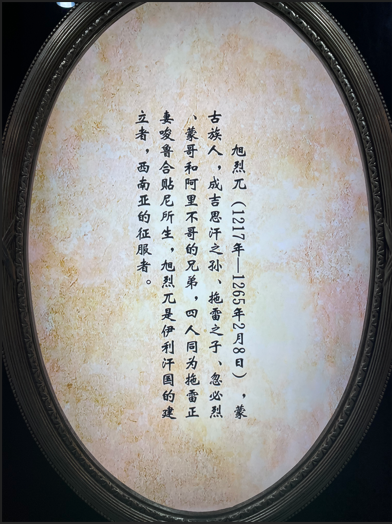 旭烈兀（1217年—1265年2月8日），蒙
古族人，成吉思汗之孙、拖雷之子、忽必烈
、蒙哥和阿里不哥的兄弟，四人同为拖雷正
妻唆鲁合贴尼所生，旭烈兀是伊利汗国的建
立者，西南亚的征服者。